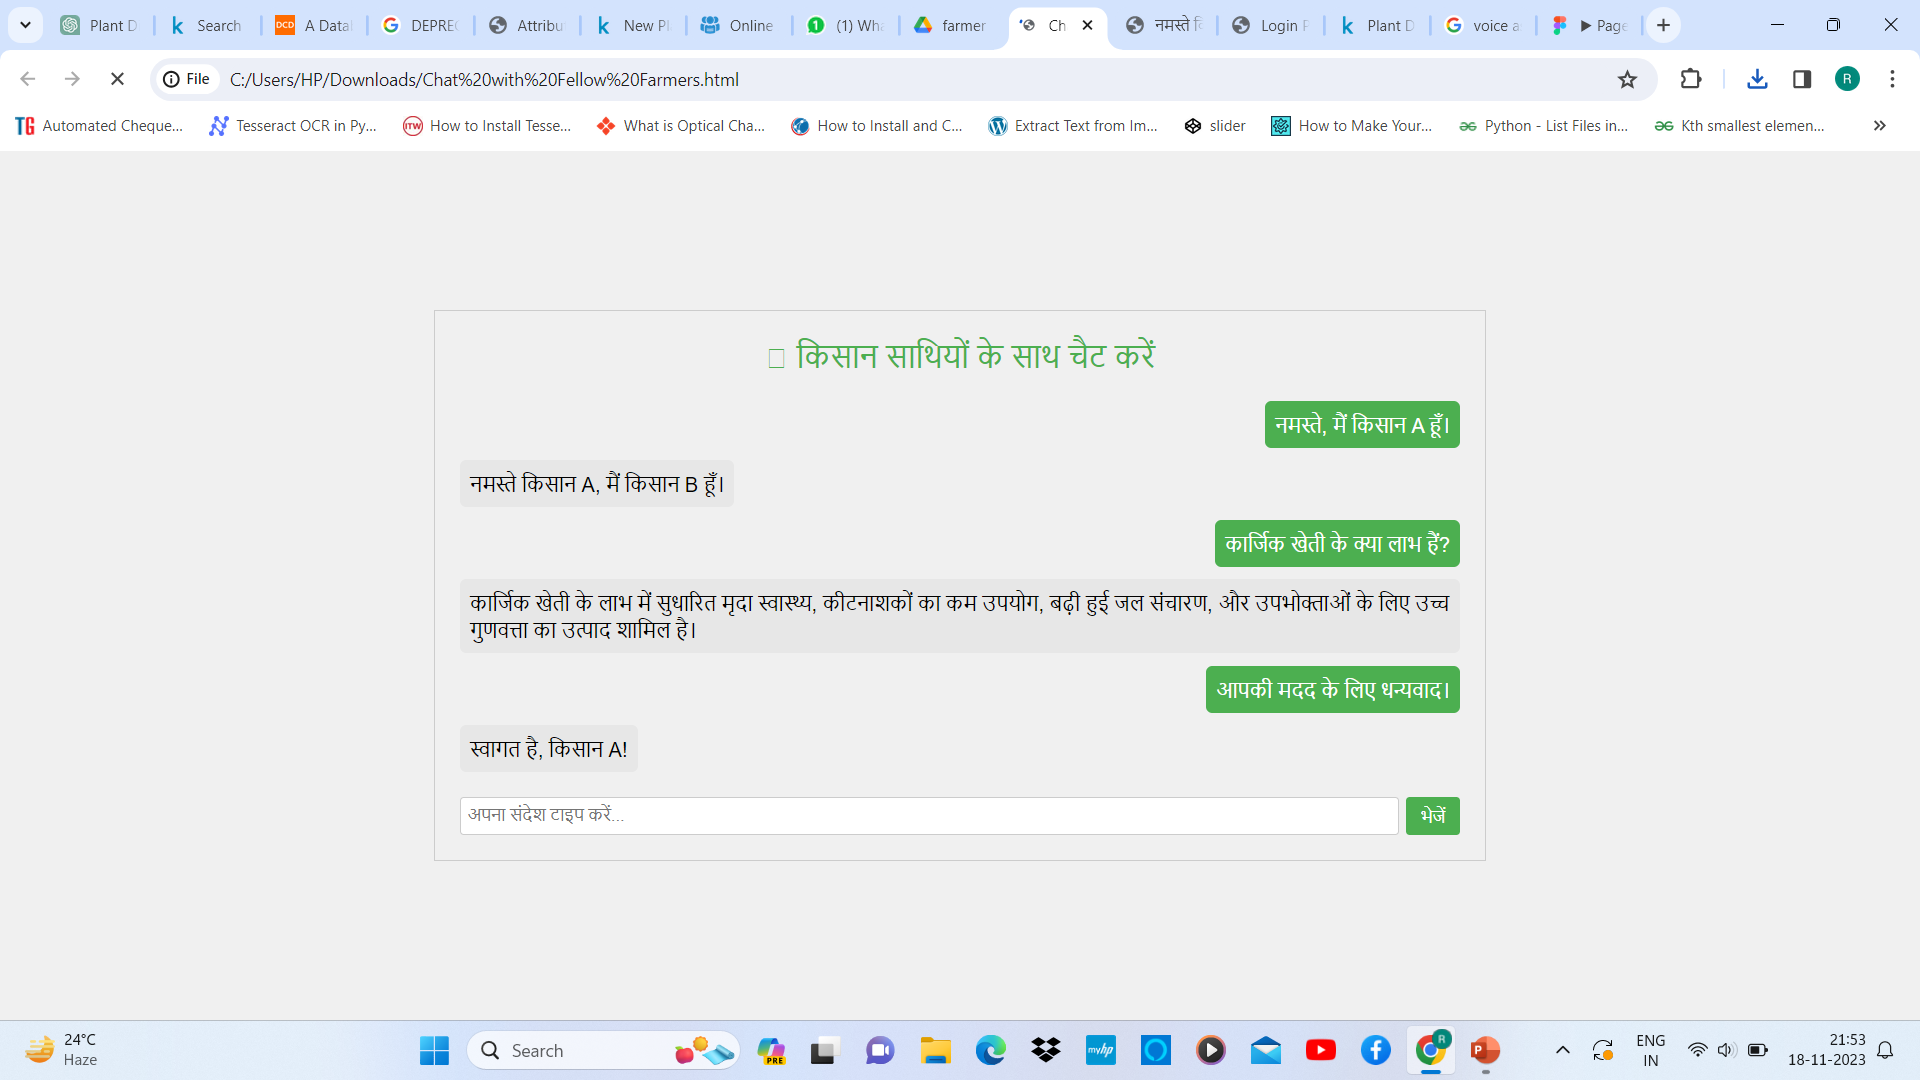 Plant D
Search
A Data
DEPREC
Attribu
New Pl
Online
(1) Wha
farmer
Ch
नमस्ते
Login P
Plant D
voice a
Page
File
C:/Users/HP/Downloads/Chat%20with%20Fellow%20Farmers.html
R
Automated Cheque...
Tesseract OCR in Py...
How to Install Tesse...
What is Optical Cha...
How to Install and C...
Extract Text from Im...
slider
How to Make Your...
Python - List Files in...
Kth smallest elemen...
किसान साथियों के साथ चैट करें
नमस्ते, मैं किसान A हूँ।
नमस्ते किसान A, मैं किसान B हूँ।
कार्जिक खेती के क्या लाभ हैं?
कार्जिक खेती के लाभ में सुधारित मृदा स्वास्थ्य, कीटनाशकों का कम उपयोग, बढ़ी हुई जल संचारण, और उपभोक्ताओं के लिए उच्च
गुणवत्ता का उत्पाद शामिल है।
आपकी मदद के लिए धन्यवाद।
स्वागत है, किसान A!
अपना संदेश टाइप करें...
भेजें
24°C
Haze
Search
PRE
myhp
R
ENG
IN
21:53
18-11-2023